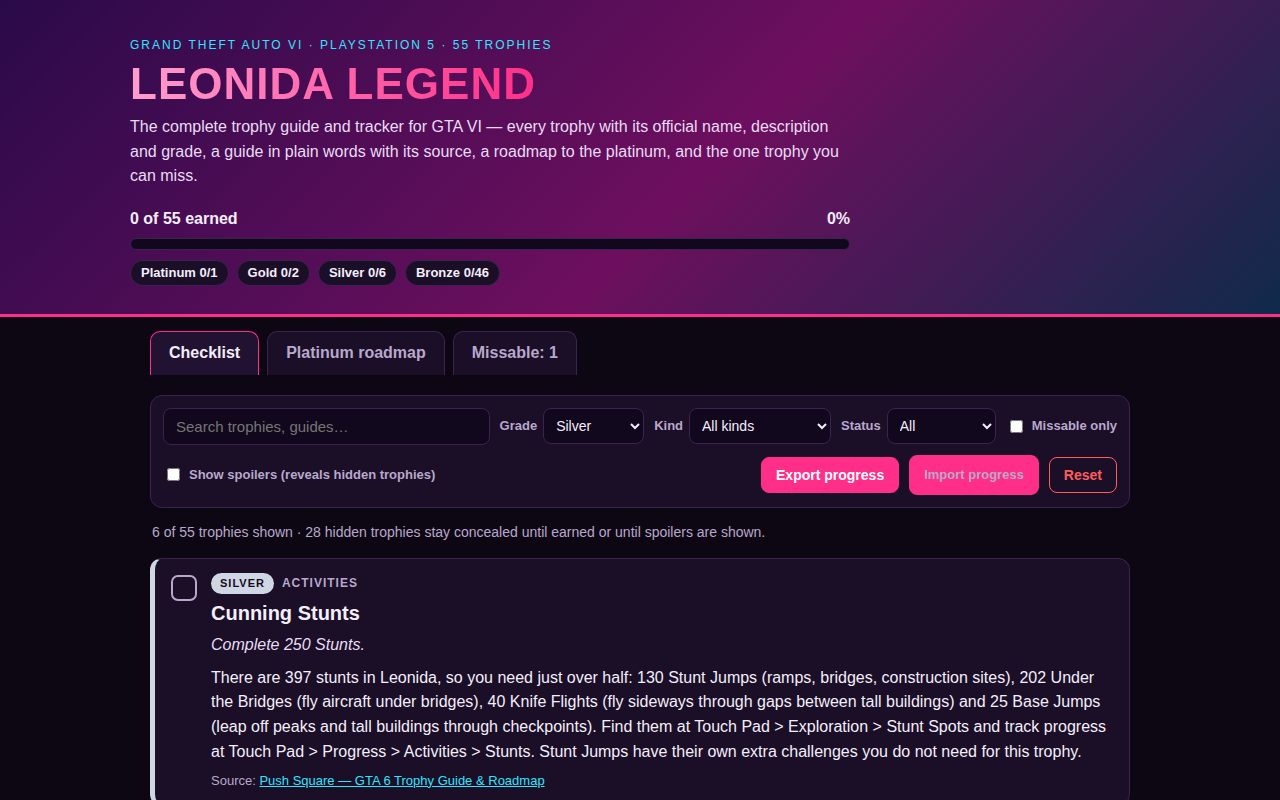 GRAND THEFT AUTO VI · PLAYSTATION 5 · 55 TROPHIES
LEONIDA LEGEND
The complete trophy guide and tracker for GTA VI — every trophy with its official name, description
and grade, a guide in plain words with its source, a roadmap to the platinum, and the one trophy you
can miss.
0 of 55 earned 0%
Platinum 0/1 Gold 0/2 Silver 0/6 Bronze 0/46
Checklist Platinum roadmap Missable: 1
Search trophies, guides… Grade Silver Kind All kinds Status All Missable only
Show spoilers (reveals hidden trophies) Export progress Import progress Reset
6 of 55 trophies shown · 28 hidden trophies stay concealed until earned or until spoilers are shown.
SILVER ACTIVITIES
Cunning Stunts
Complete 250 Stunts.
There are 397 stunts in Leonida, so you need just over half: 130 Stunt Jumps (ramps, bridges, construction sites), 202 Under
the Bridges (fly aircraft under bridges), 40 Knife Flights (fly sideways through gaps between tall buildings) and 25 Base Jumps
(leap off peaks and tall buildings through checkpoints). Find them at Touch Pad > Exploration > Stunt Spots and track progress
at Touch Pad > Progress > Activities > Stunts. Stunt Jumps have their own extra challenges you do not need for this trophy.
Source: Push Square — GTA 6 Trophy Guide & Roadmap